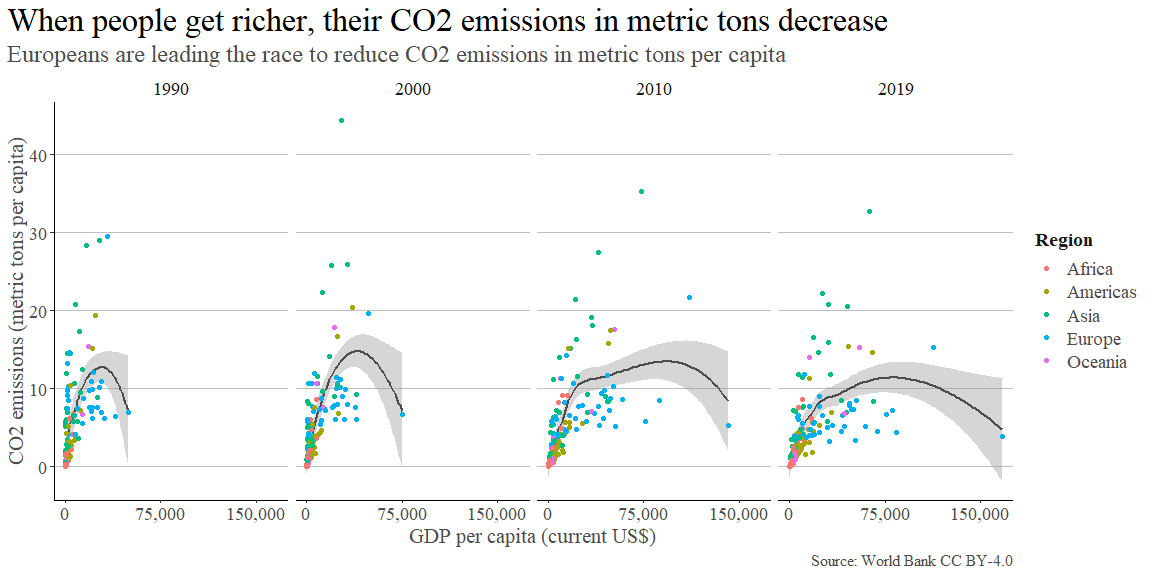 When people get richer, their CO2 emissions in metric tons decrease
Europeans are leading the race to reduce CO2 emissions in metric tons per capita
1990 2000 2010 2019
CO2 emissions (metric tons per capita)
40
30
20
10
0
0 75,000 150,000 0 75,000 150,000 0 75,000 150,000 0 75,000 150,000
GDP per capita (current US$)
Region
Africa
Americas
Asia
Europe
Oceania
Source: World Bank CC BY-4.0